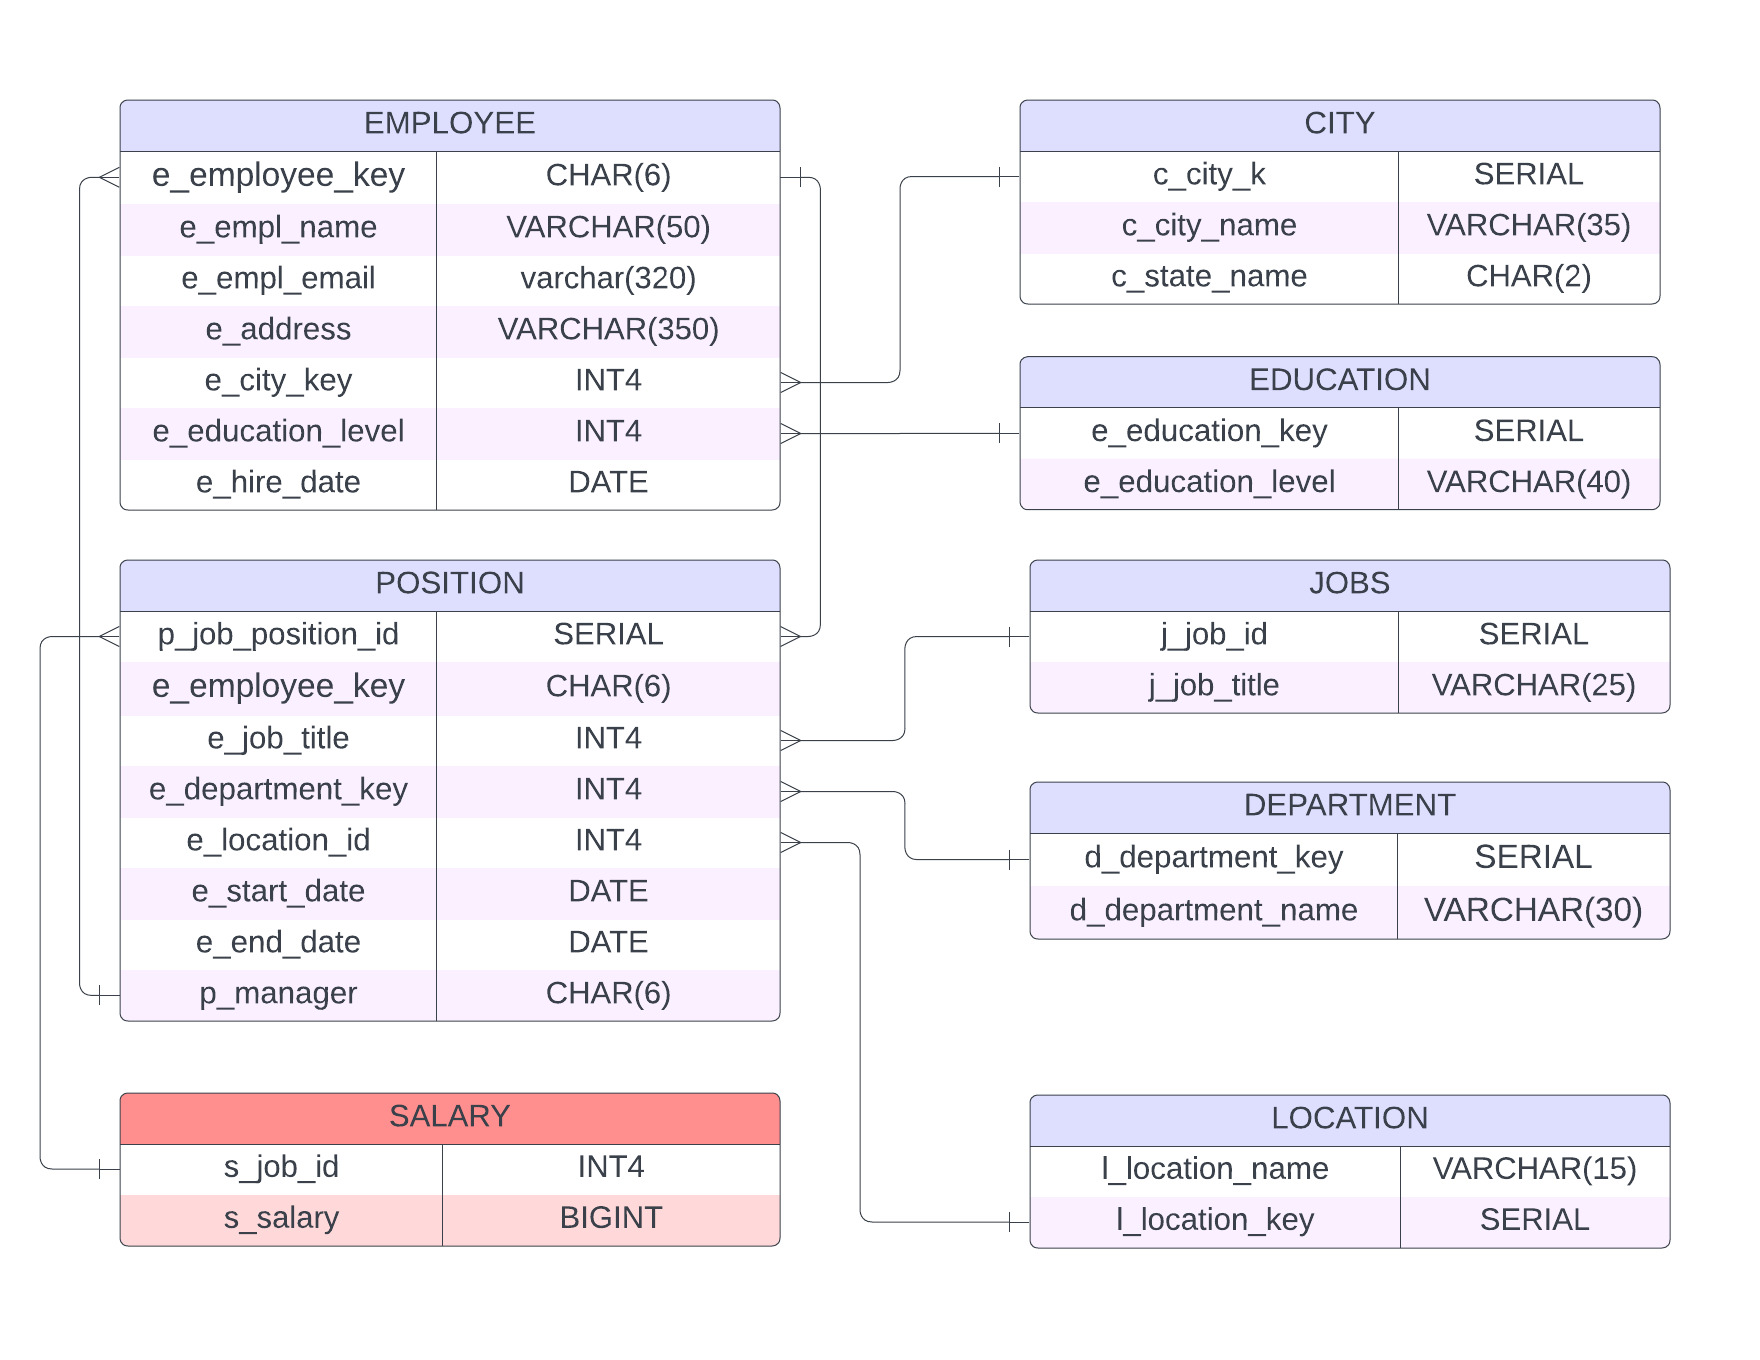 EMPLOYEE
e_employee_key CHAR(6)
e_empl_name VARCHAR(50)
e_empl_email varchar(320)
e_address VARCHAR(350)
e_city_key INT4
e_education_level INT4
e_hire_date DATE
CITY
c_city_k SERIAL
c_city_name VARCHAR(35)
c_state_name CHAR(2)
EDUCATION
e_education_key SERIAL
e_education_level VARCHAR(40)
POSITION
p_job_position_id SERIAL
e_employee_key CHAR(6)
e_job_title INT4
e_department_key INT4
e_location_id INT4
e_start_date DATE
e_end_date DATE
p_manager CHAR(6)
JOBS
j_job_id SERIAL
j_job_title VARCHAR(25)
DEPARTMENT
d_department_key SERIAL
d_department_name VARCHAR(30)
SALARY
s_job_id INT4
s_salary BIGINT
LOCATION
l_location_name VARCHAR(15)
l_location_key SERIAL